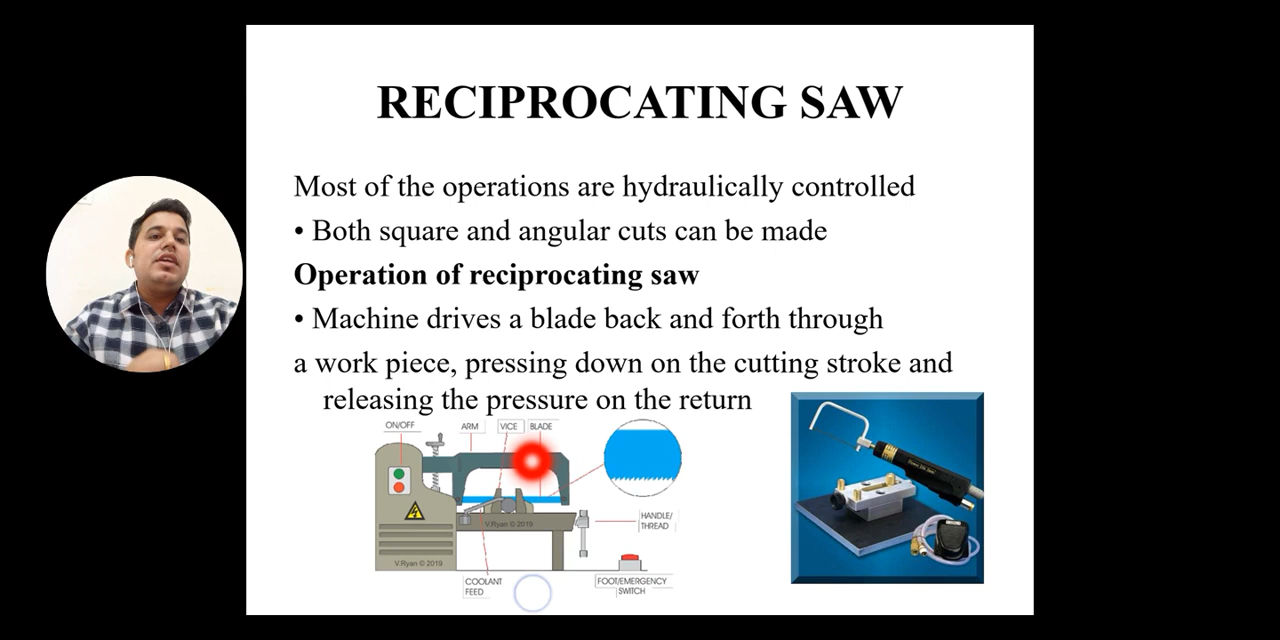 RECIPROCATING SAW
Most of the operations are hydraulically controlled
• Both square and angular cuts can be made
Operation of reciprocating saw
• Machine drives a blade back and forth through
a work piece, pressing down on the cutting stroke and
releasing the pressure on the return
ON/OFF
ARM
VICE
BLADE
V.Ryan © 2019
HANDLE/
THREAD
V.Ryan © 2019
COOLANT
FEED
FOOT/EMERGENCY
SWITCH